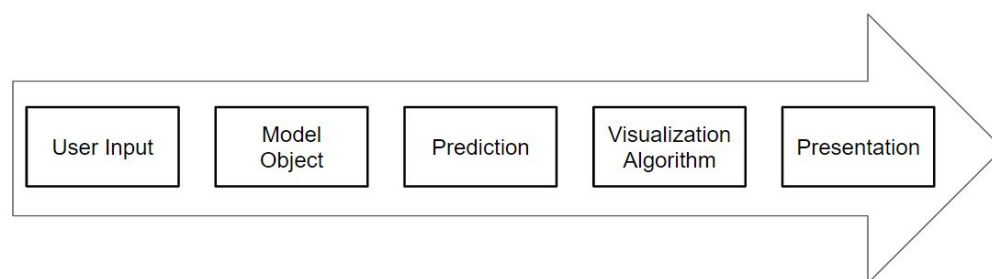 User Input
Model
Object
Prediction
Visualization
Algorithm
Presentation